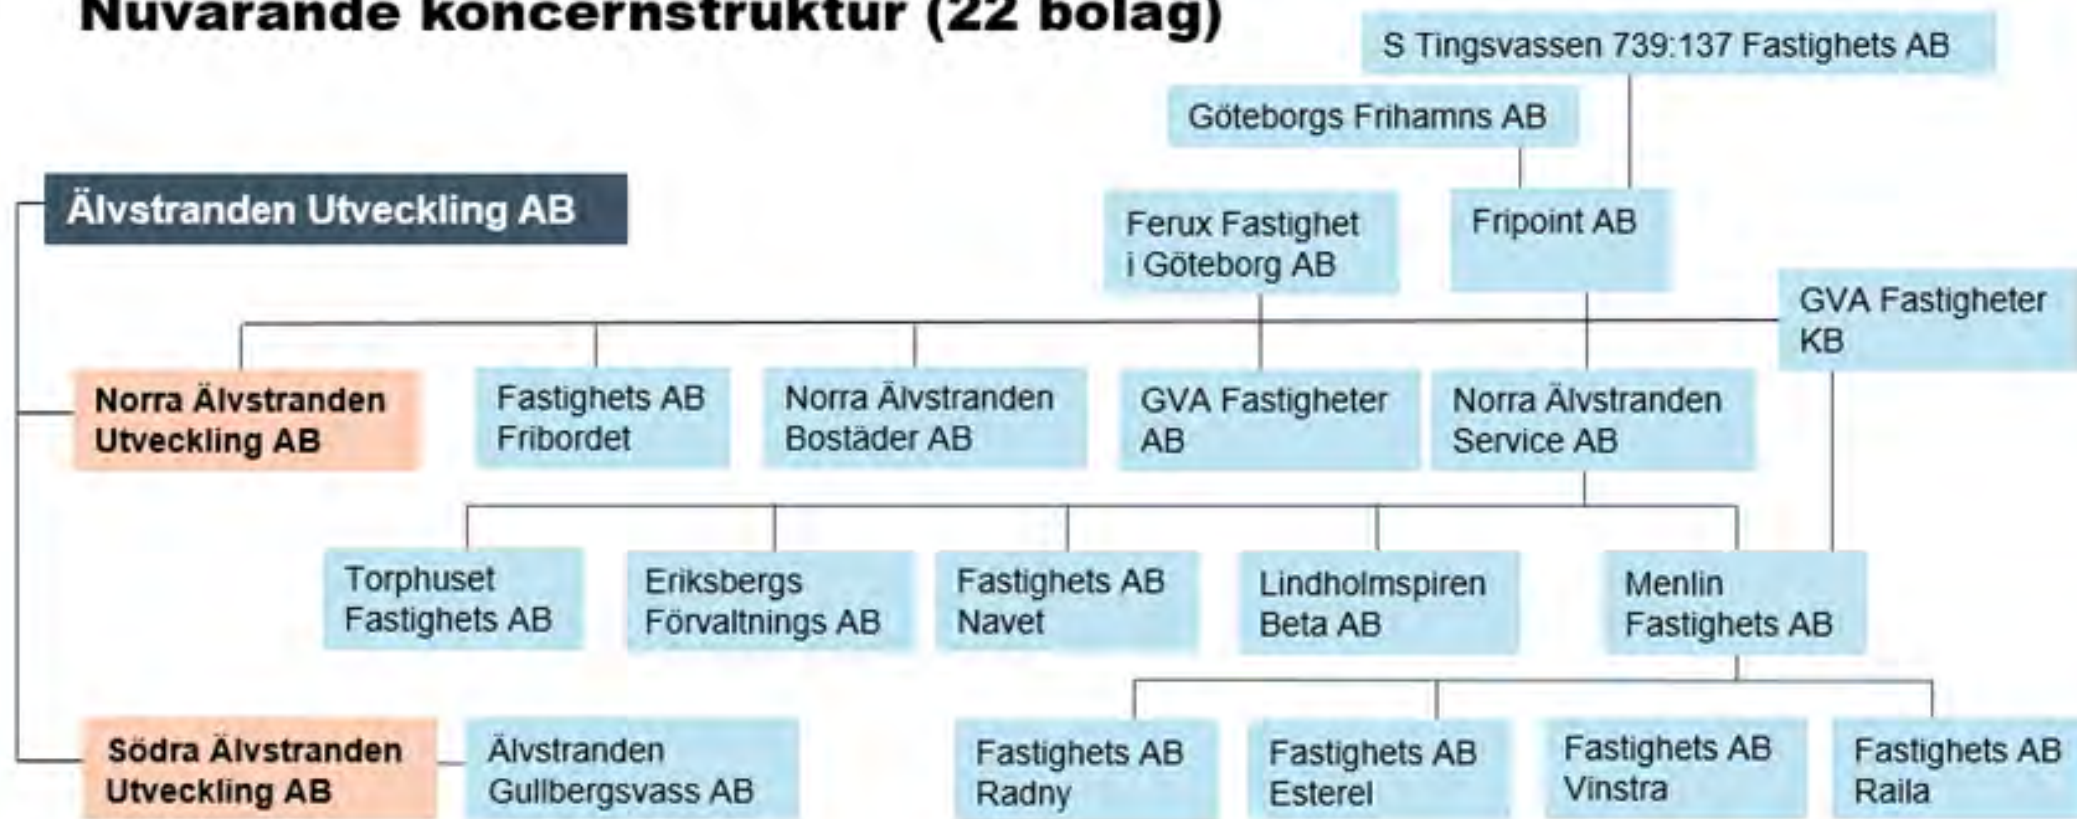 Nuvarande koncernstruktur (22 bolag)
S Tingsvassen 739:137 Fastighets AB
Göteborgs Frihamns AB
Älvstranden Utveckling AB
Ferux Fastighet
i Göteborg AB
Fripoint AB
GVA Fastigheter
KB
Norra Älvstranden
Utveckling AB
Fastighets AB
Fribordet
Norra Älvstranden
Bostäder AB
GVA Fastigheter
AB
Norra Älvstranden
Service AB
Torphuset
Fastighets AB
Eriksbergs
Förvaltnings AB
Fastighets AB
Navet
Lindholmspiren
Beta AB
Menlin
Fastighets AB
Södra Älvstranden
Utveckling AB
Älvstranden
Gullbergsvass AB
Fastighets AB
Radny
Fastighets AB
Esterel
Fastighets AB
Vinstra
Fastighets AB
Raila